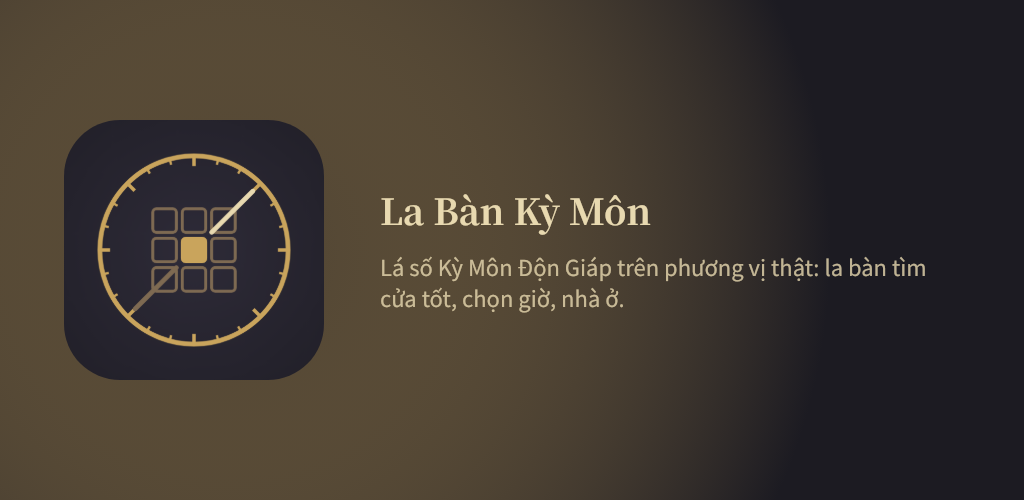 La Bàn Kỳ Môn
Lá số Kỳ Môn Độn Giáp trên phương vị thật: la bàn tìm
cửa tốt, chọn giờ, nhà ở.